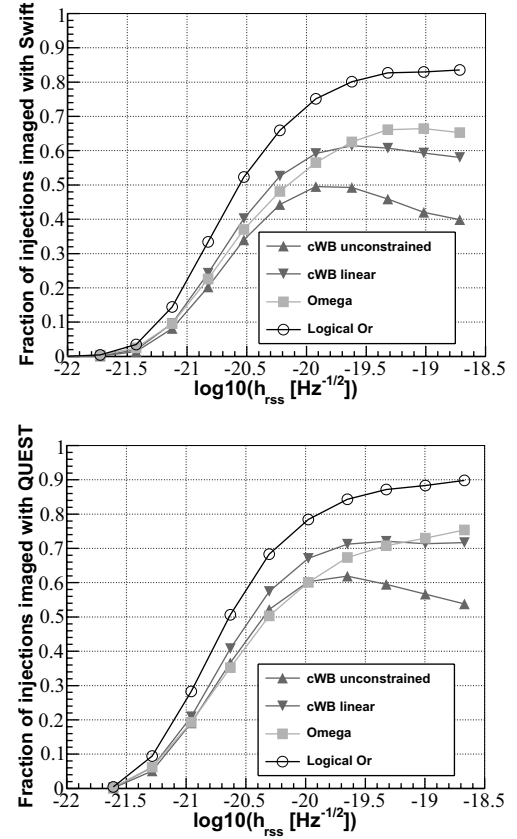 Fraction of injections imaged with Swift
1
0.9
0.8
0.7
0.6
0.5
0.4
0.3
0.2
0.1
0
cWB unconstrained
cWB linear
Omega
Logical Or
-22 -21.5 -21 -20.5 -20 -19.5 -19 -18.5
log10(h_rss [Hz^-1/2])
Fraction of injections imaged with QUEST
1
0.9
0.8
0.7
0.6
0.5
0.4
0.3
0.2
0.1
0
cWB unconstrained
cWB linear
Omega
Logical Or
-22 -21.5 -21 -20.5 -20 -19.5 -19 -18.5
log10(h_rss [Hz^-1/2])